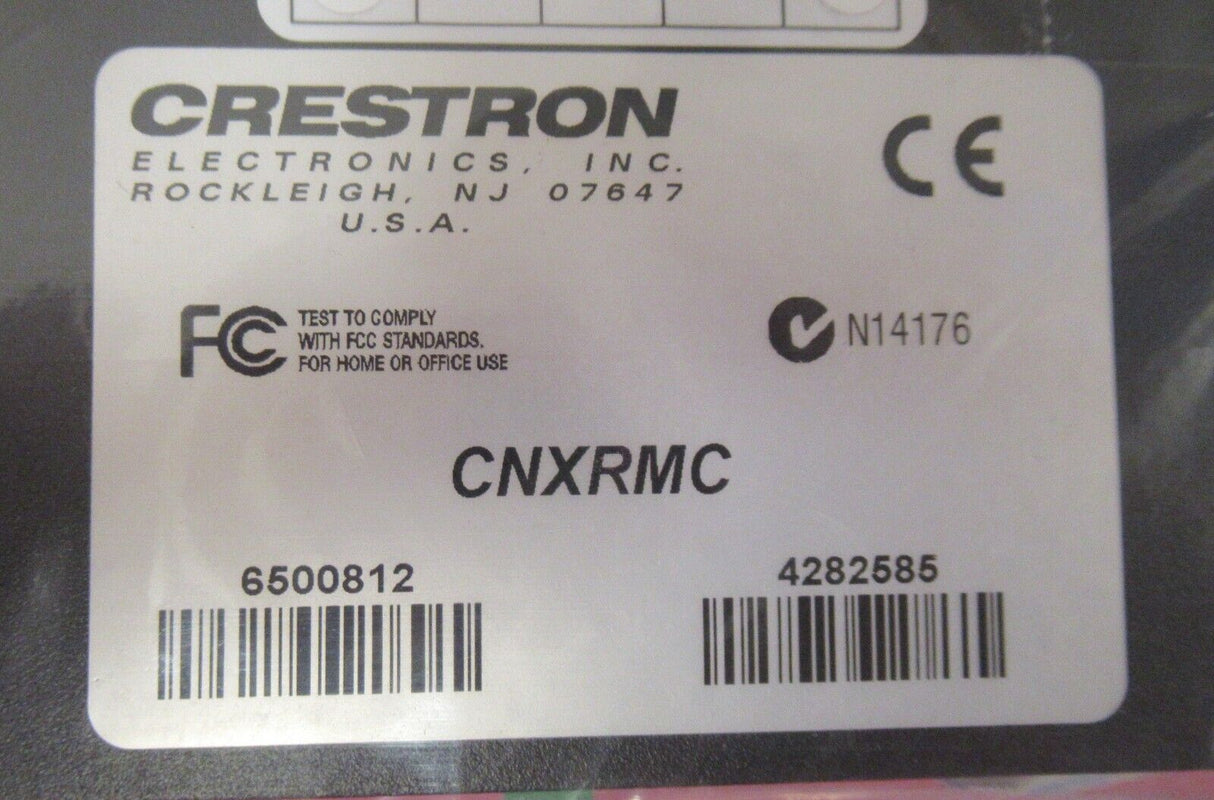 CRESTRON
ELECTRONICS, INC.
ROCKLEIGH, NJ 07647
U.S.A.
CE
FC TEST TO COMPLY
WITH FCC STANDARDS.
FOR HOME OR OFFICE USE
N14176
CNXRMC
6500812
4282585